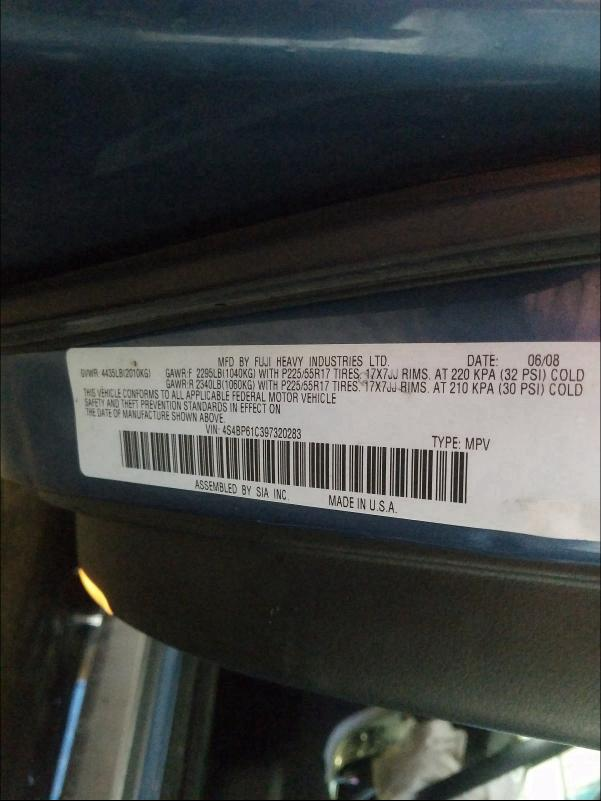 MFD BY FUJI HEAVY INDUSTRIES LTD. DATE: 06/08
GVWR: 4435LB(2010KG) GAWR:F 2295LB(1040KG) WITH P225/55R17 TIRES, 17X7JJ RIMS. AT 220 KPA (32 PSI) COLD
GAWR:R 2340LB(1060KG) WITH P225/55R17 TIRES, 17X7JJ RIMS. AT 210 KPA (30 PSI) COLD
THIS VEHICLE CONFORMS TO ALL APPLICABLE FEDERAL MOTOR VEHICLE
SAFETY AND THEFT PREVENTION STANDARDS IN EFFECT ON
THE DATE OF MANUFACTURE SHOWN ABOVE.
VIN: 4S4BP61C397320283 TYPE: MPV
ASSEMBLED BY SIA INC. MADE IN U.S.A.